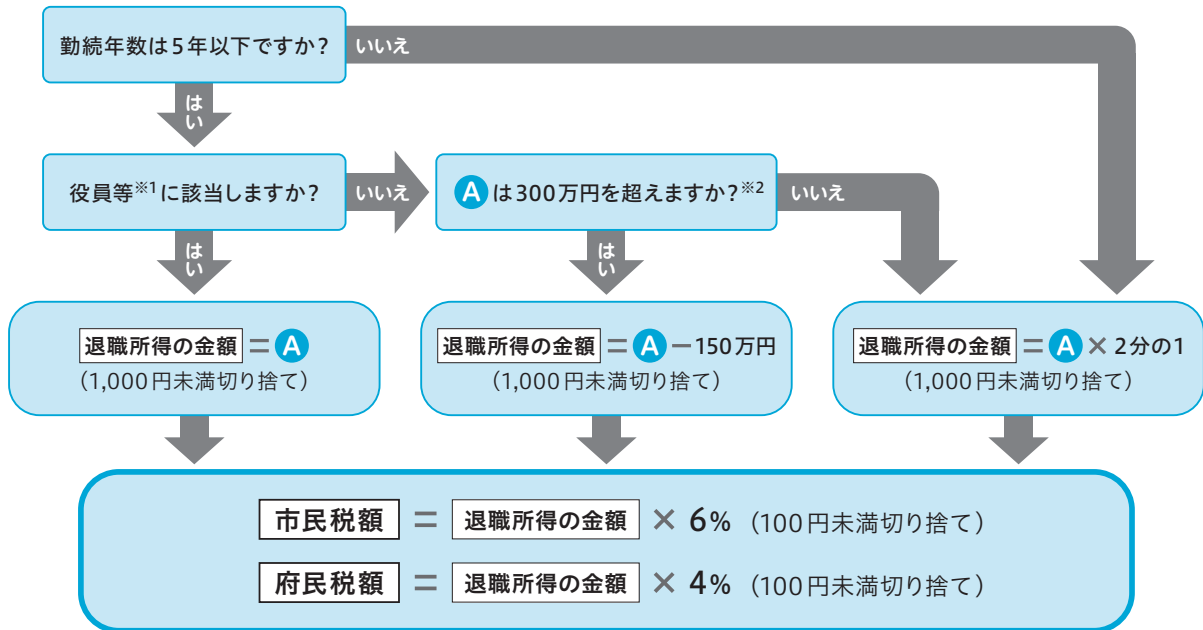 勤続年数は5年以下ですか？
いいえ
はい
役員等※1に該当しますか？
いいえ
Aは300万円を超えますか？※2
いいえ
はい
はい
退職所得の金額＝A
（1,000円未満切り捨て）
退職所得の金額＝A－150万円
（1,000円未満切り捨て）
退職所得の金額＝A×2分の1
（1,000円未満切り捨て）
市民税額＝退職所得の金額×6%（100円未満切り捨て）
府民税額＝退職所得の金額×4%（100円未満切り捨て）